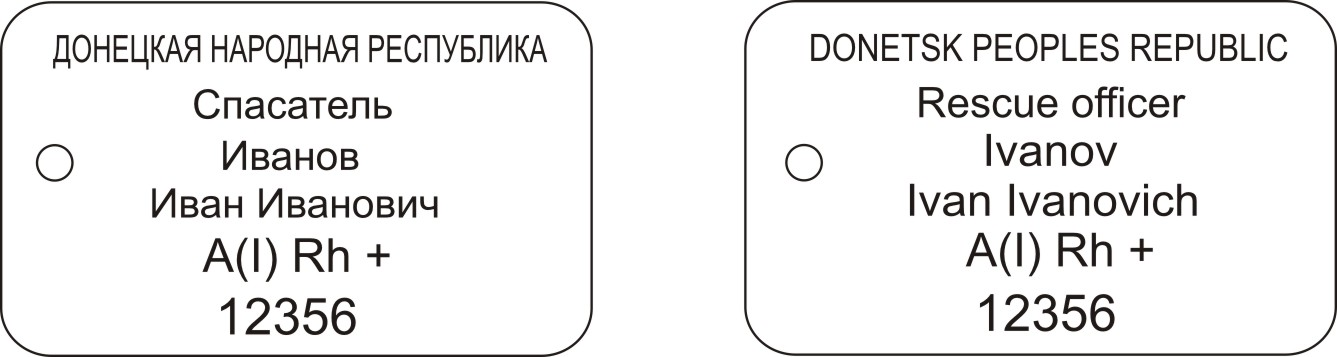 ДОНЕЦКАЯ НАРОДНАЯ РЕСПУБЛИКА
Спасатель
Иванов
Иван Иванович
A(I) Rh +
12356
DONETSK PEOPLES REPUBLIC
Rescue officer
Ivanov
Ivan Ivanovich
A(I) Rh +
12356